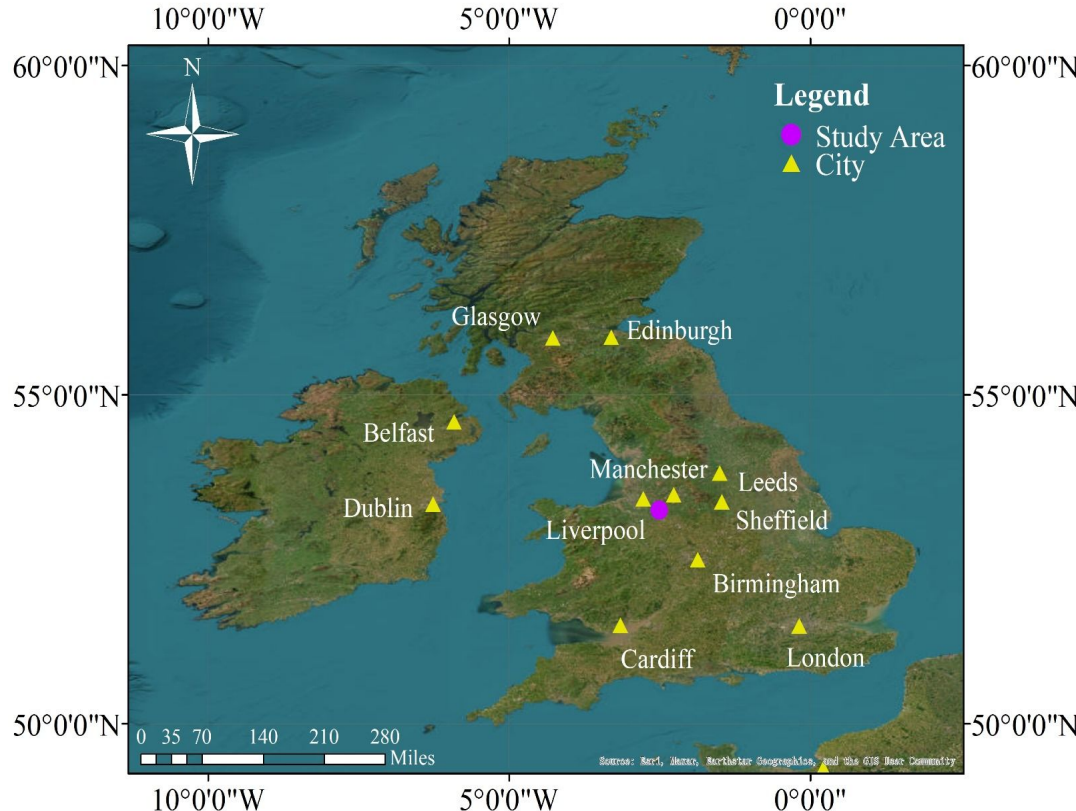 10°0'0"W 5°0'0"W 0°0'0"
60°0'0"N 60°0'0"N
N
Legend
Study Area
City
Glasgow
Edinburgh
55°0'0"N 55°0'0"N
Belfast
Manchester
Leeds
Dublin
Liverpool
Sheffield
Birmingham
Cardiff
London
50°0'0"N 50°0'0"N
0 35 70 140 210 280
Miles
Source: Esri, Maxar, Earthstar Geographics, and the GIS User Community
10°0'0"W 5°0'0"W 0°0'0"